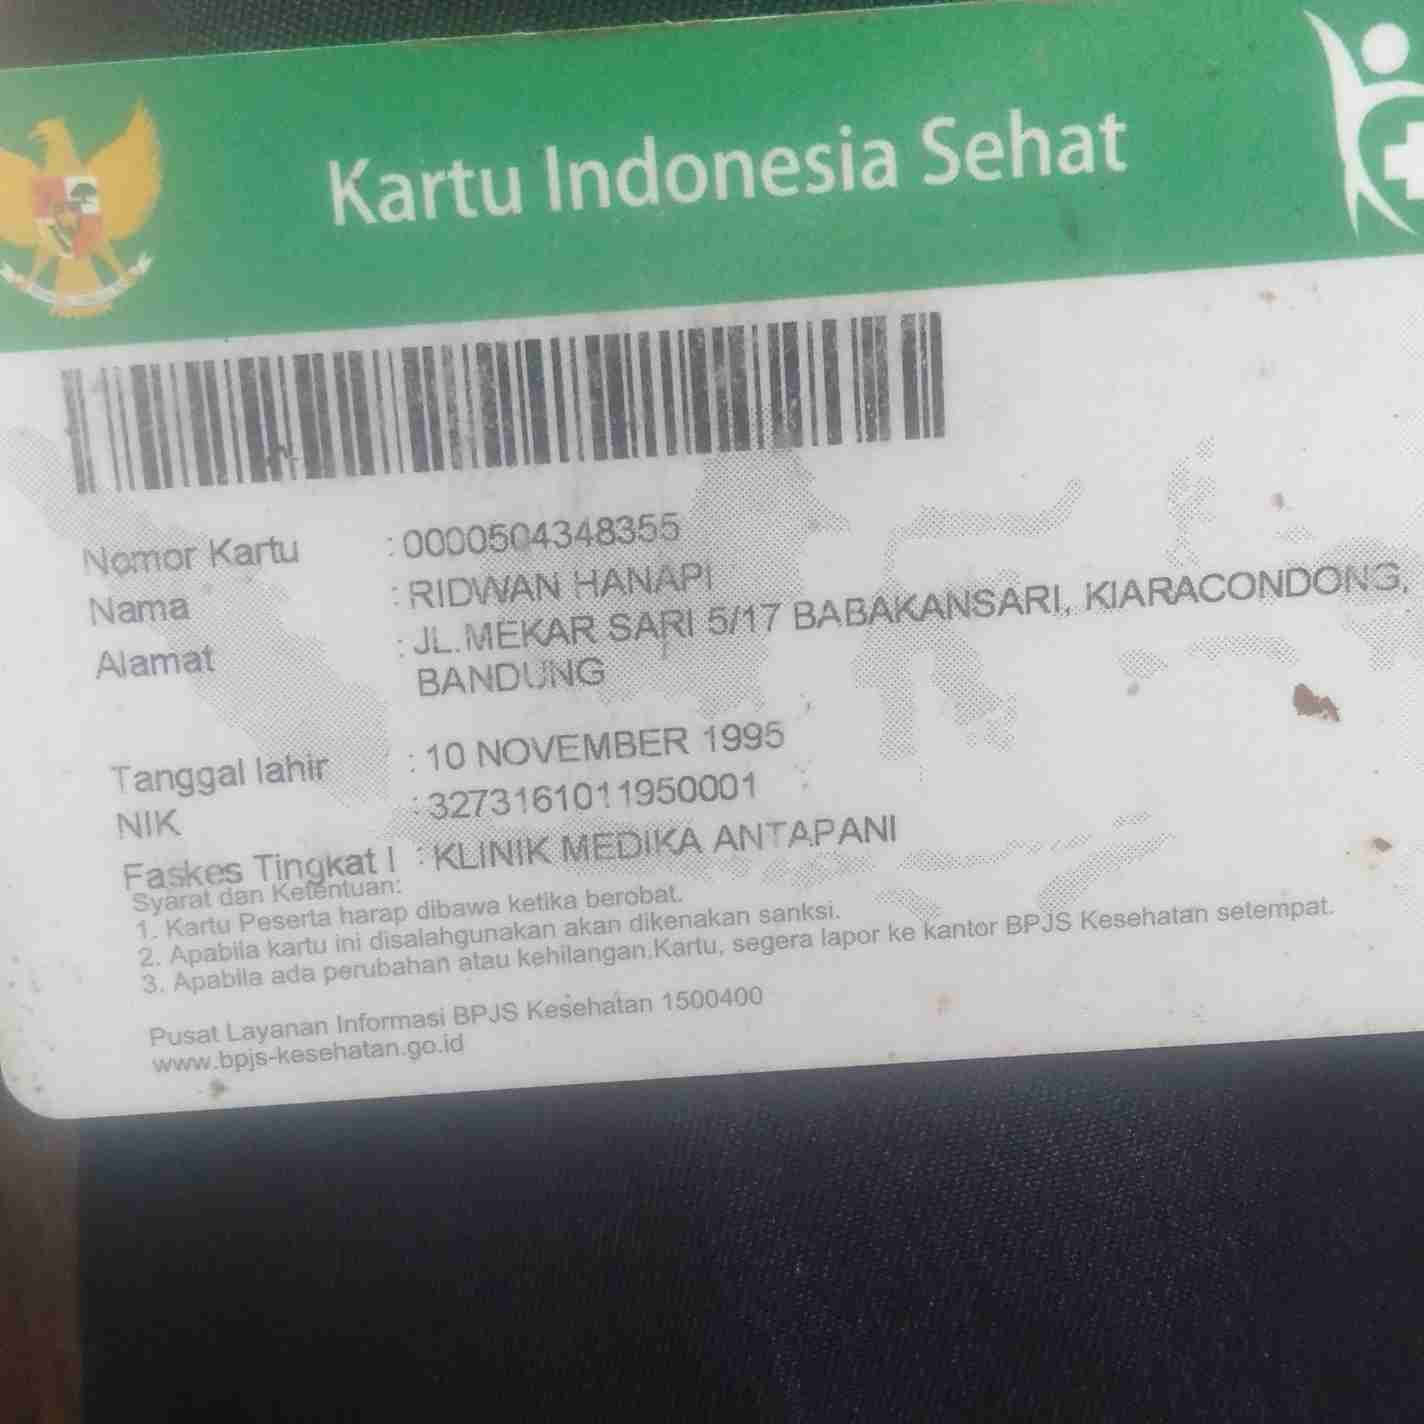 Kartu Indonesia Sehat
Nomor Kartu : 0000504348355
Nama : RIDWAN HANAPI
Alamat : JL.MEKAR SARI 5/17 BABAKANSARI, KIARACONDONG,
BANDUNG
Tanggal lahir : 10 NOVEMBER 1995
NIK : 3273161011950001
Faskes Tingkat I : KLINIK MEDIKA ANTAPANI
Syarat dan Ketentuan:
1. Kartu Peserta harap dibawa ketika berobat.
2. Apabila kartu ini disalahgunakan akan dikenakan sanksi.
3. Apabila ada perubahan atau kehilangan,Kartu, segera lapor ke kantor BPJS Kesehatan setempat.
Pusat Layanan Informasi BPJS Kesehatan 1500400
www.bpjs-kesehatan.go.id